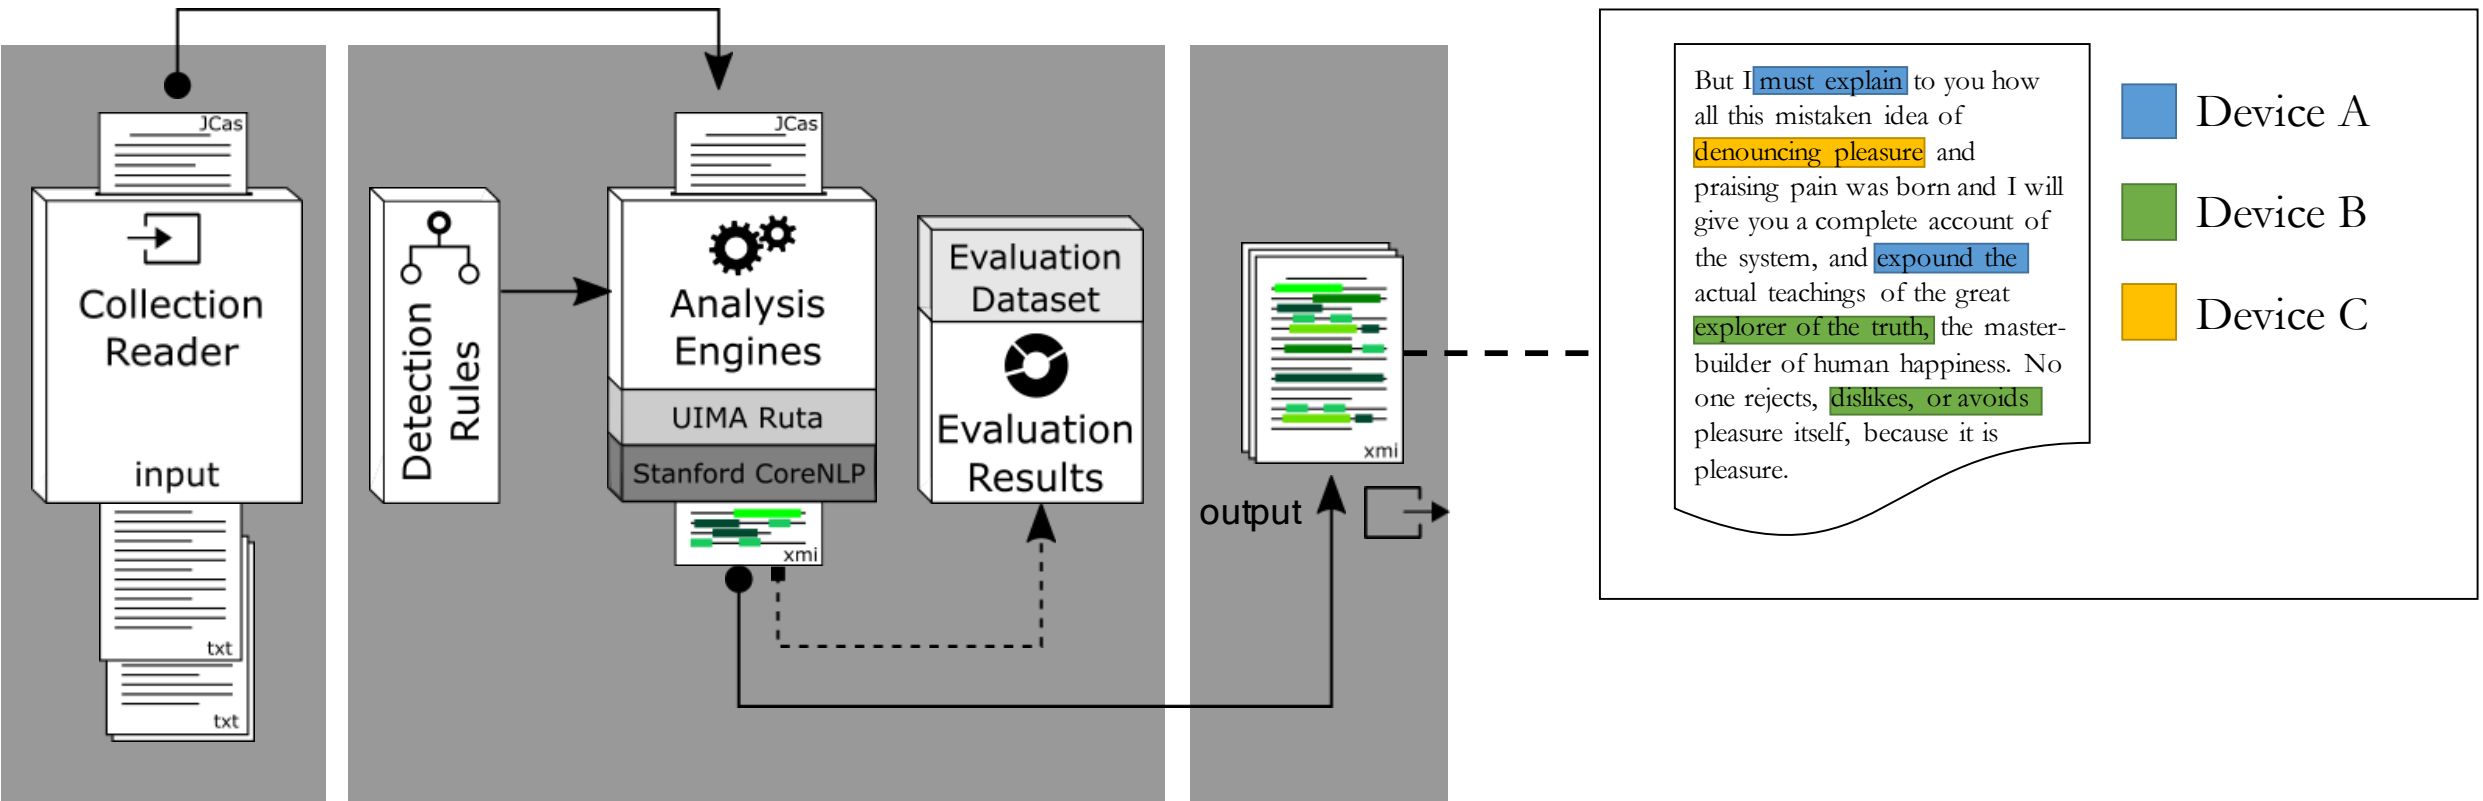 JCas
Collection
Reader
input
txt
txt
Detection
Rules
JCas
Analysis
Engines
UIMA Ruta
Stanford CoreNLP
xmi
Evaluation
Dataset
Evaluation
Results
xmi
output
But I must explain to you how
all this mistaken idea of
denouncing pleasure and
praising pain was born and I will
give you a complete account of
the system, and expound the
actual teachings of the great
explorer of the truth, the master-
builder of human happiness. No
one rejects, dislikes, or avoids
pleasure itself, because it is
pleasure.
Device A
Device B
Device C